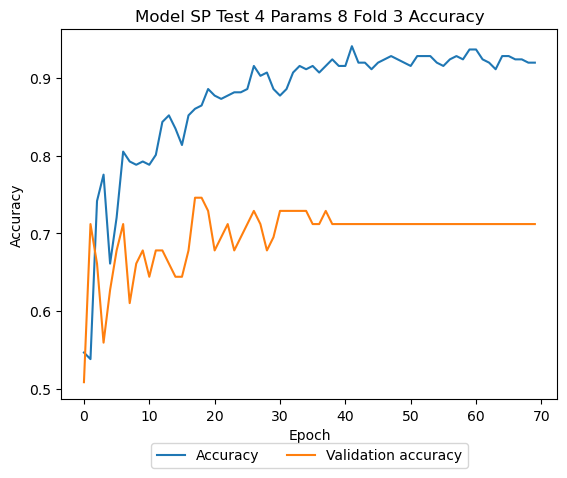 Model SP Test 4 Params 8 Fold 3 Accuracy
Accuracy
0.9
0.8
0.7
0.6
0.5
0 10 20 30 40 50 60 70
Epoch
Accuracy Validation accuracy